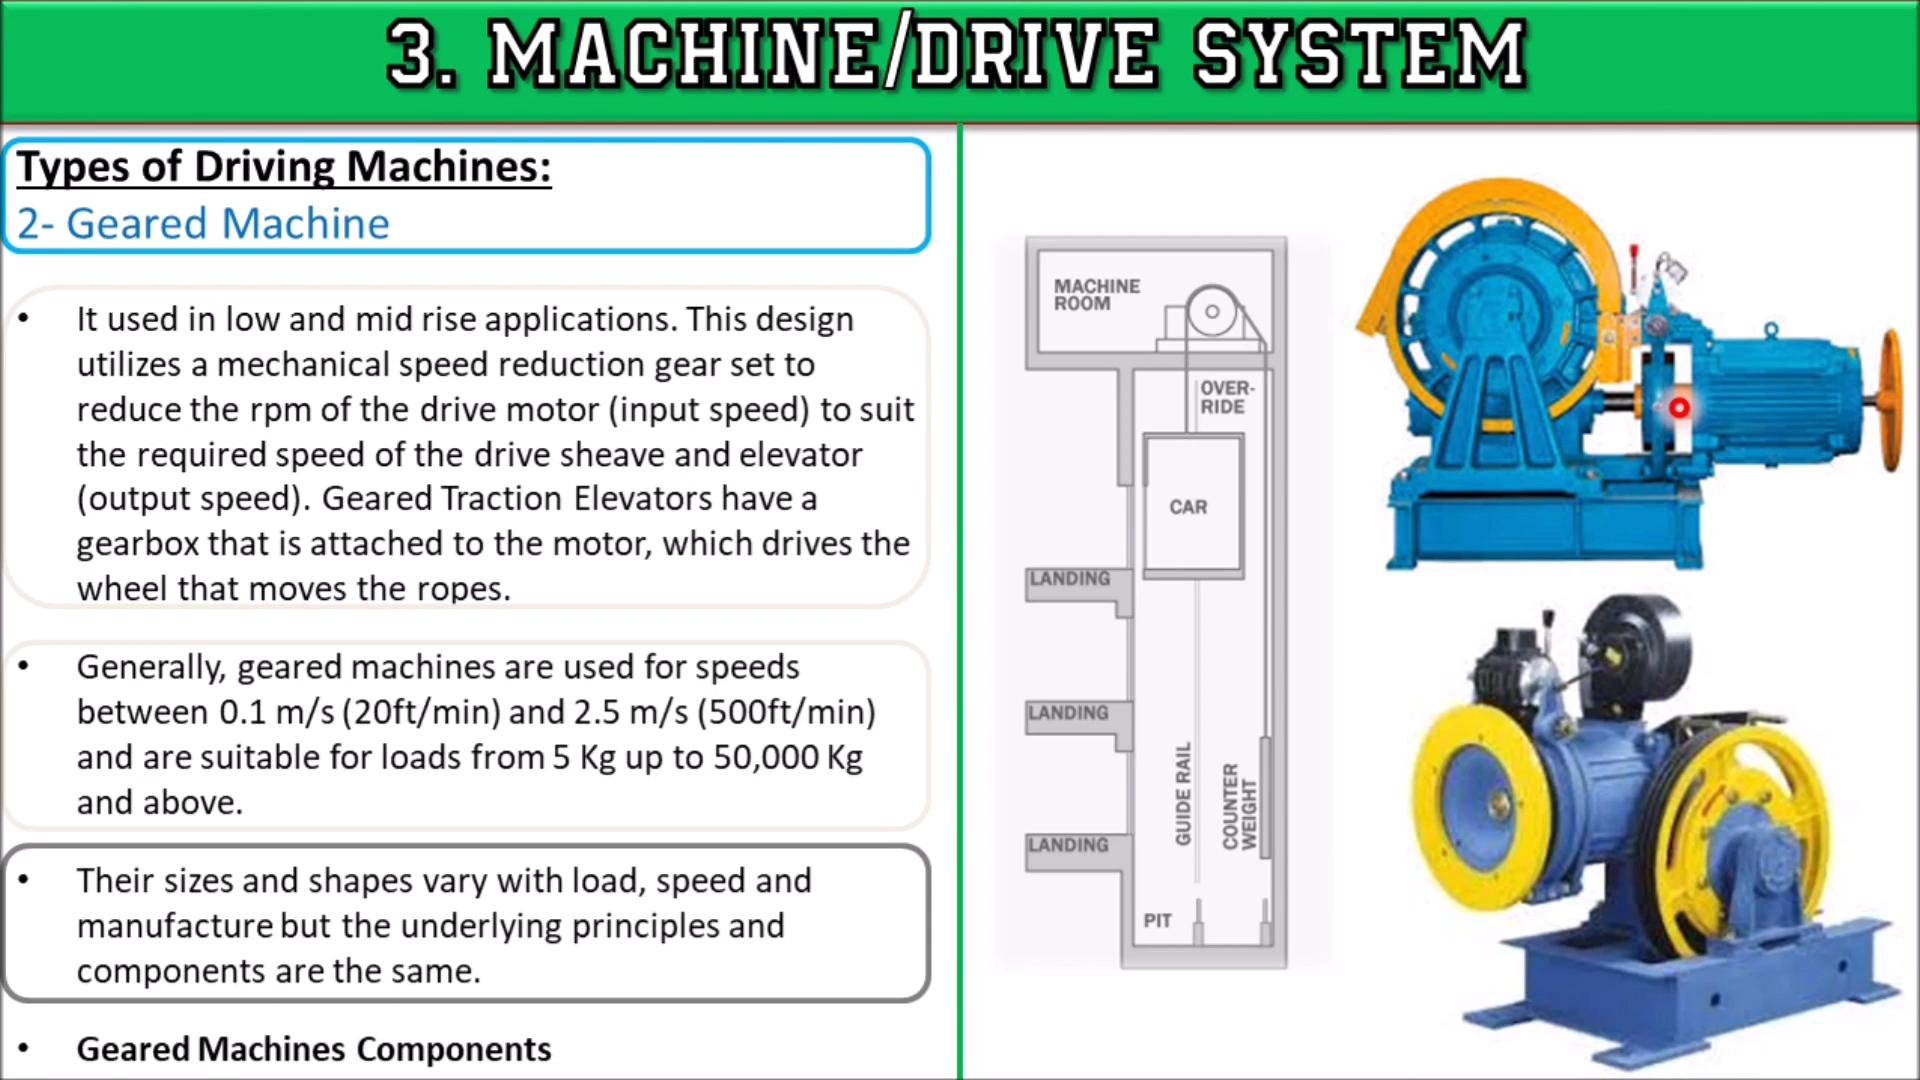 3. MACHINE/DRIVE SYSTEM
Types of Driving Machines:
2- Geared Machine
• It used in low and mid rise applications. This design
utilizes a mechanical speed reduction gear set to
reduce the rpm of the drive motor (input speed) to suit
the required speed of the drive sheave and elevator
(output speed). Geared Traction Elevators have a
gearbox that is attached to the motor, which drives the
wheel that moves the ropes.
• Generally, geared machines are used for speeds
between 0.1 m/s (20ft/min) and 2.5 m/s (500ft/min)
and are suitable for loads from 5 Kg up to 50,000 Kg
and above.
• Their sizes and shapes vary with load, speed and
manufacture but the underlying principles and
components are the same.
• Geared Machines Components
MACHINE
ROOM
OVER-
RIDE
CAR
LANDING
LANDING
LANDING
GUIDE RAIL
COUNTER
WEIGHT
PIT